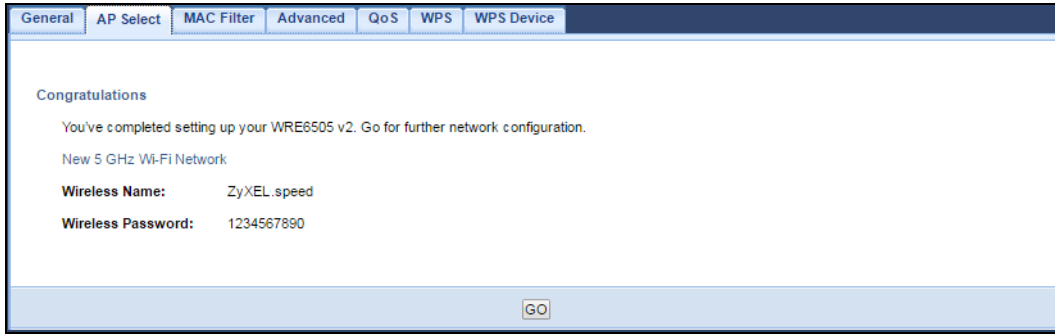 General AP Select MAC Filter Advanced QoS WPS WPS Device
Congratulations
You've completed setting up your WRE6505 v2. Go for further network configuration.
New 5 GHz Wi-Fi Network
Wireless Name: ZyXEL.speed
Wireless Password: 1234567890
GO